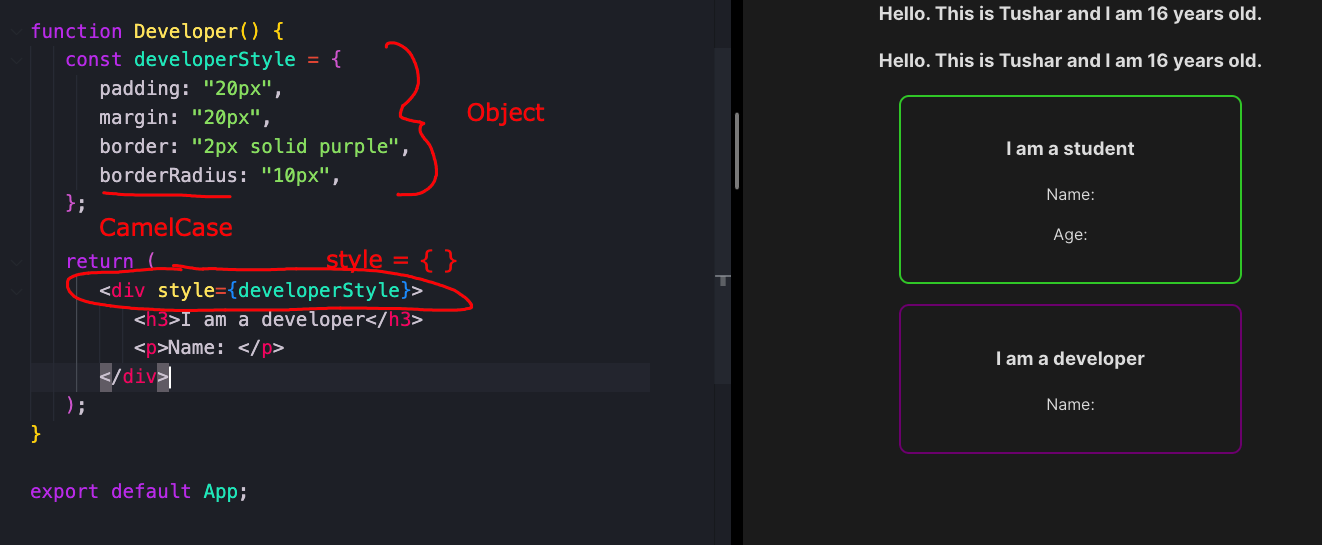 function Developer() {
const developerStyle = {
padding: "20px",
margin: "20px",
border: "2px solid purple",
borderRadius: "10px",
};
Object
CamelCase
style = { }
return (
<div style={developerStyle}>
<h3>I am a developer</h3>
<p>Name: </p>
</div>
);
}
export default App;
Hello. This is Tushar and I am 16 years old.
Hello. This is Tushar and I am 16 years old.
I am a student
Name:
Age:
I am a developer
Name: